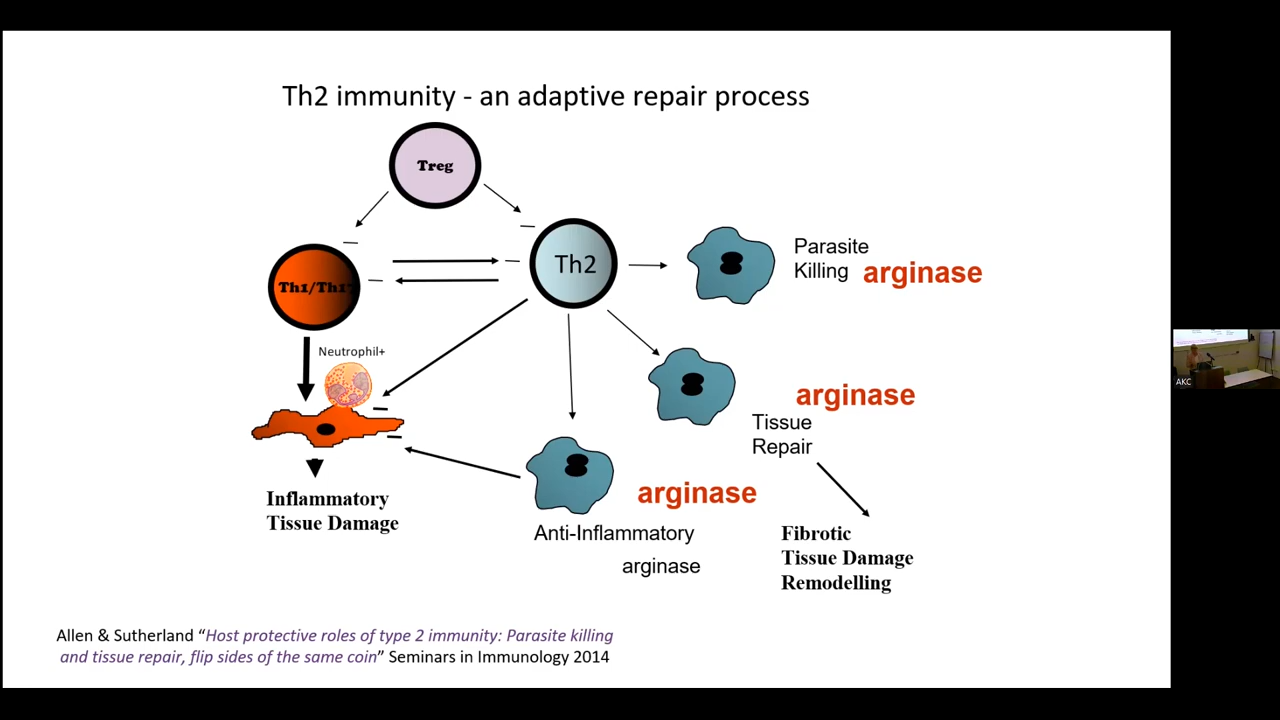 Th2 immunity - an adaptive repair process
Treg
Th2
Th1/Th1
Parasite
Killing arginase
Neutrophil+
arginase
Tissue
Repair
Inflammatory
Tissue Damage
arginase
Anti-Inflammatory
arginase
Fibrotic
Tissue Damage
Remodelling
Allen & Sutherland “Host protective roles of type 2 immunity: Parasite killing
and tissue repair, flip sides of the same coin” Seminars in Immunology 2014
AKC